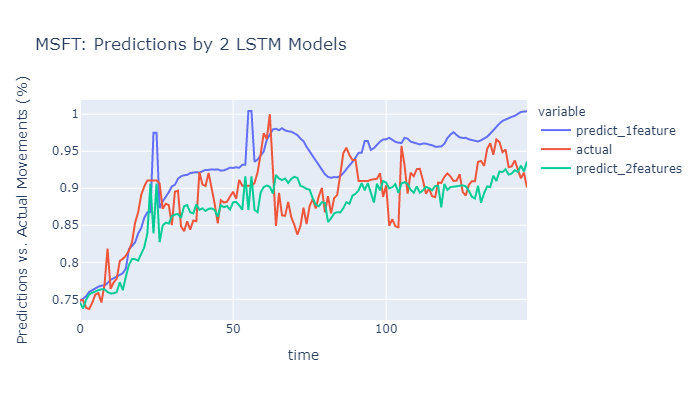 MSFT: Predictions by 2 LSTM Models
Predictions vs. Actual Movements (%)
1
0.95
0.9
0.85
0.8
0.75
0
50
100
time
variable
predict_1feature
actual
predict_2features